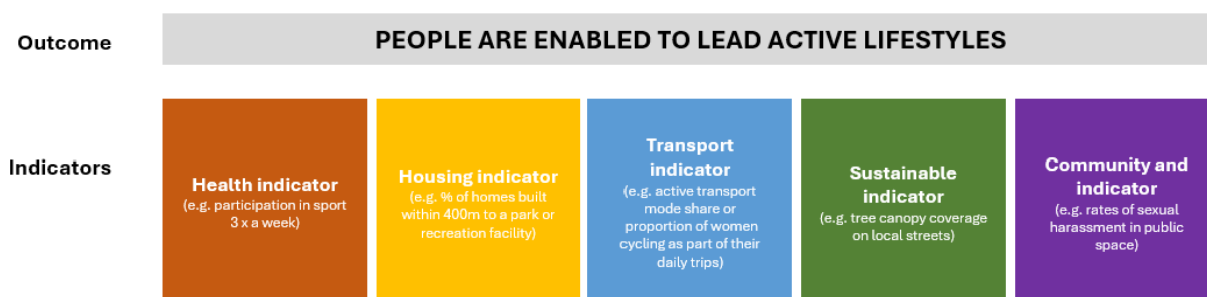 Outcome
PEOPLE ARE ENABLED TO LEAD ACTIVE LIFESTYLES
Indicators
Health indicator
(e.g. participation in sport
3 x a week)
Housing indicator
(e.g. % of homes built
within 400m to a park or
recreation facility)
Transport
indicator
(e.g. active transport
mode share or
proportion of women
cycling as part of their
daily trips)
Sustainable
indicator
(e.g. tree canopy coverage
on local streets)
Community and
indicator
(e.g. rates of sexual
harassment in public
space)